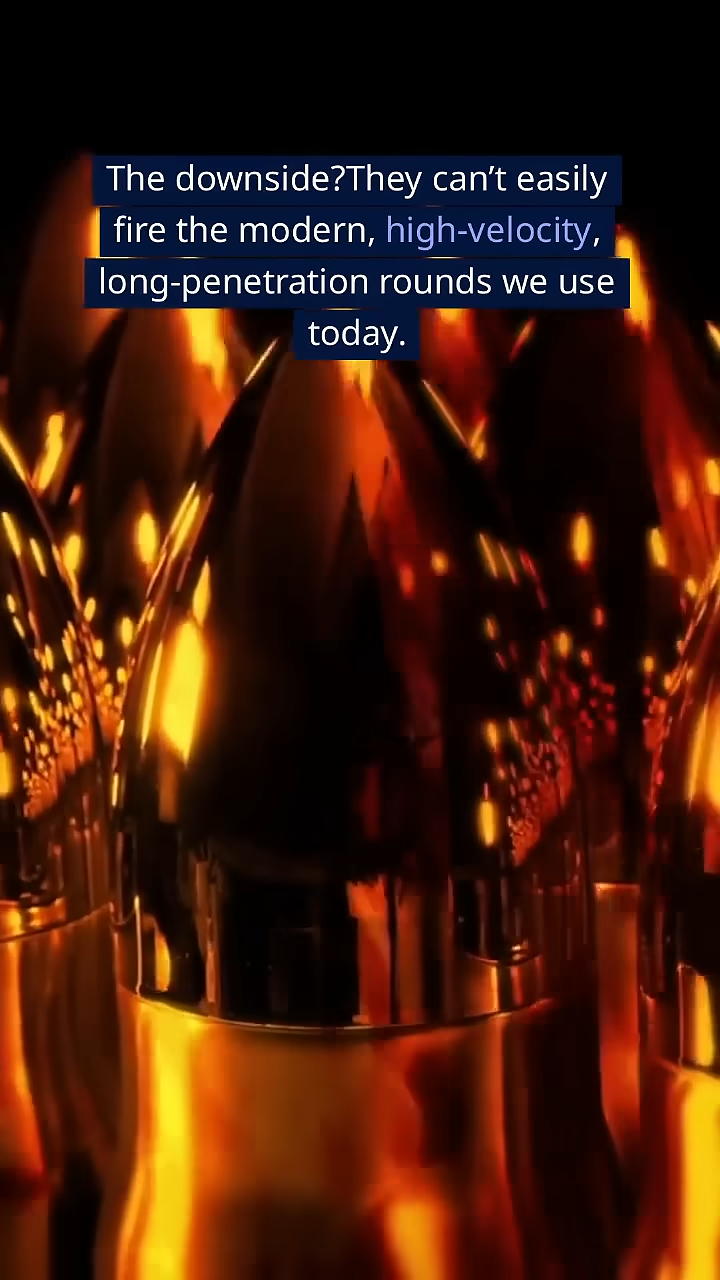 The downside?They can’t easily
fire the modern, high-velocity,
long-penetration rounds we use
today.